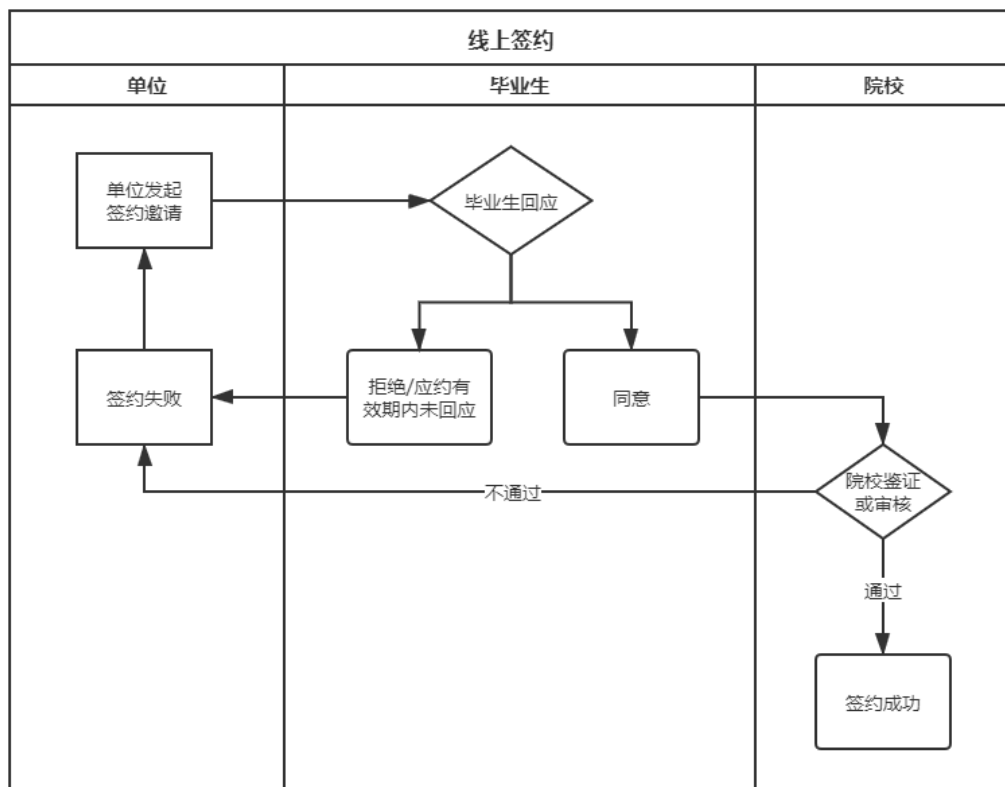 线上签约
单位
毕业生
院校
单位发起
签约邀请
毕业生回应
签约失败
拒绝/应约有
效期内未回应
同意
院校鉴证
或审核
不通过
通过
签约成功